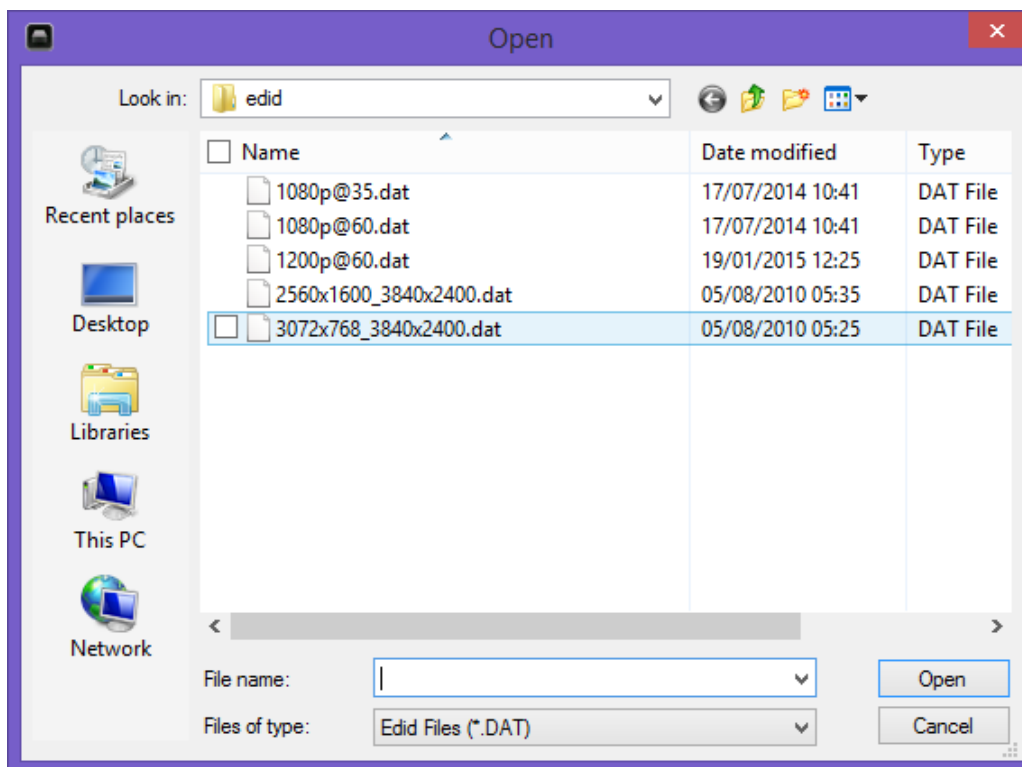 Open
Look in: edid
Name Date modified Type
1080p@35.dat 17/07/2014 10:41 DAT File
1080p@60.dat 17/07/2014 10:41 DAT File
1200p@60.dat 19/01/2015 12:25 DAT File
2560x1600_3840x2400.dat 05/08/2010 05:35 DAT File
3072x768_3840x2400.dat 05/08/2010 05:25 DAT File
Recent places
Desktop
Libraries
This PC
Network
File name: Open
Files of type: Edid Files (*.DAT) Cancel